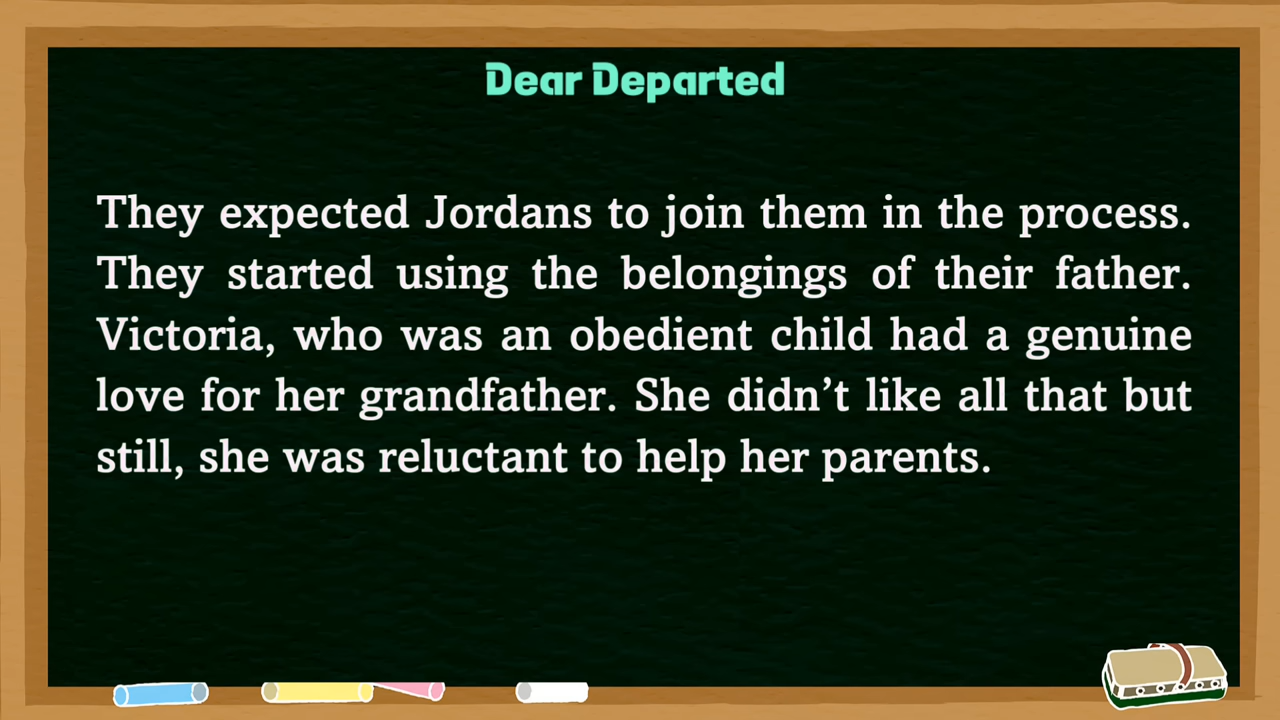 Dear Departed
They expected Jordans to join them in the process.
They started using the belongings of their father.
Victoria, who was an obedient child had a genuine
love for her grandfather. She didn’t like all that but
still, she was reluctant to help her parents.